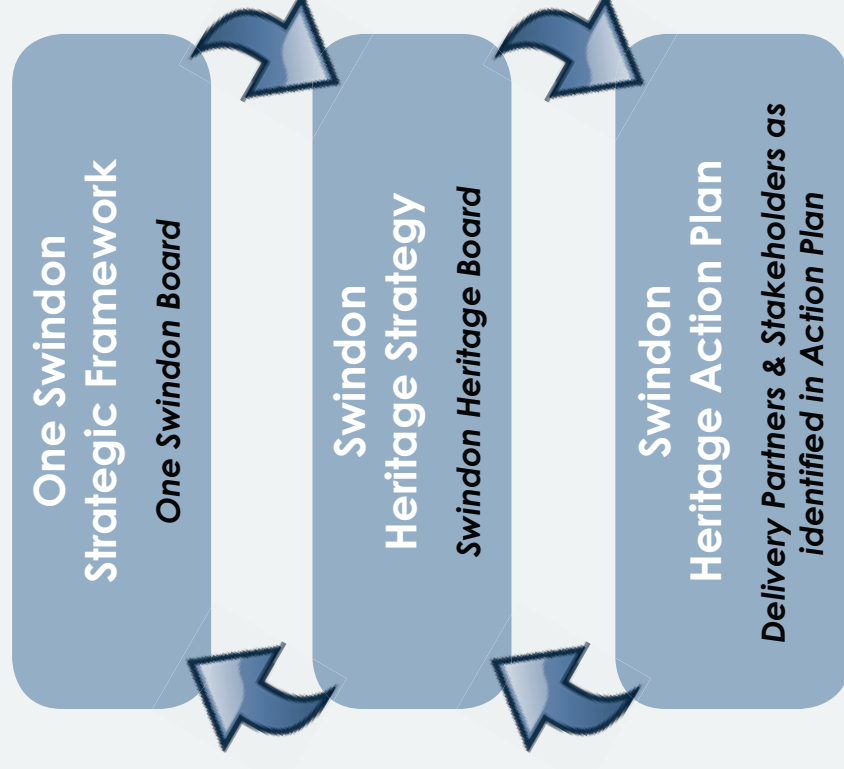 One Swindon
Strategic Framework
One Swindon Board
Swindon
Heritage Strategy
Swindon Heritage Board
Swindon
Heritage Action Plan
Delivery Partners & Stakeholders as
identified in Action Plan